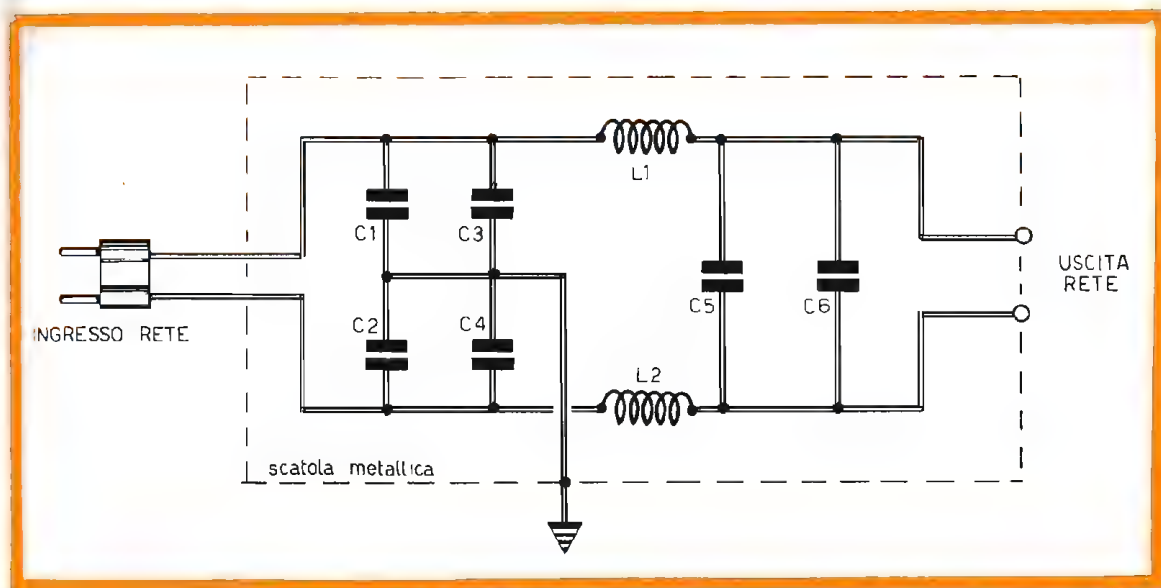 L1
C1
C3
C5
C6
USCITA
RETE
C2
C4
INGRESSO RETE
L2
scatola metallica